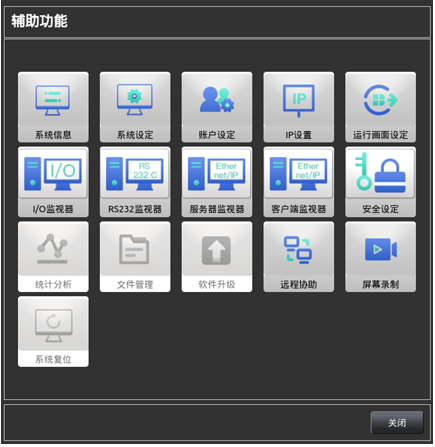 辅助功能
系统信息
系统设定
账户设定
IP
IP设置
运行画面设定
I/O
I/O监视器
RS
232 C
RS232监视器
Ether
net/IP
服务器监视器
Ether
net/IP
客户端监视器
安全设定
统计分析
文件管理
软件升级
远程协助
屏幕录制
系统复位
关闭